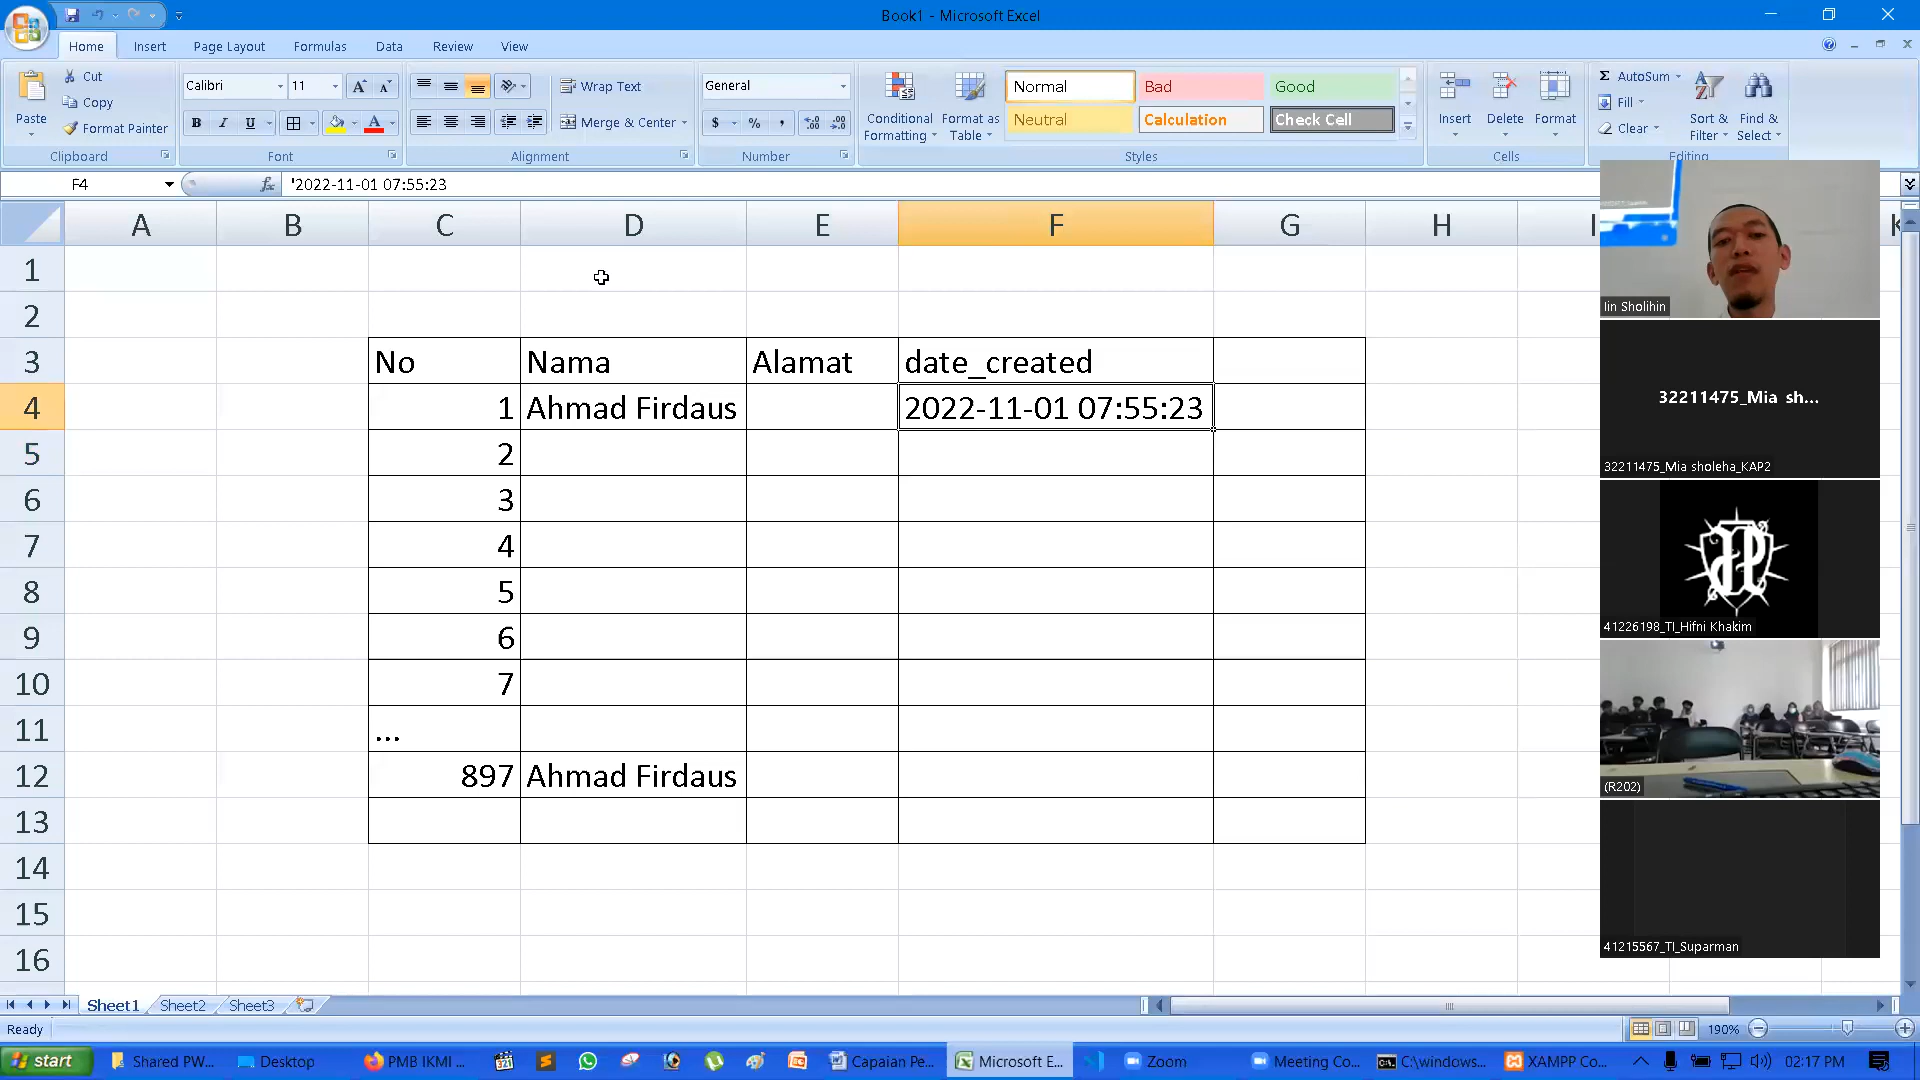 Book1 - Microsoft Excel
Home Insert Page Layout Formulas Data Review View
Paste
Cut
Copy
Format Painter
Clipboard
Calibri 11
B I U
Font
Wrap Text
Merge & Center
Alignment
General
$ % ,
Number
Conditional Formatting
Format as Table
Normal Bad Good
Neutral Calculation Check Cell
Styles
Insert Delete Format
Cells
AutoSum
Fill
Clear
Sort & Filter
Find & Select
Editing
F4 fx '2022-11-01 07:55:23
A B C D E F G H I K
1
2
3 No Nama Alamat date_created
4 1 Ahmad Firdaus 2022-11-01 07:55:23
5 2
6 3
7 4
8 5
9 6
10 7
11 ...
12 897 Ahmad Firdaus
13
14
15
16
Iin Sholihin
32211475_Mia sh...
32211475_Mia sholeha_KAP2
41226198_TI_Hifni Khakim
(R202)
41215567_TI_Suparman
Sheet1 Sheet2 Sheet3
Ready 190%
start Shared PW... Desktop PMB IKMI ... Capaian Pe... Microsoft E... Zoom Meeting Co... C:\windows... XAMPP Co... 02:17 PM